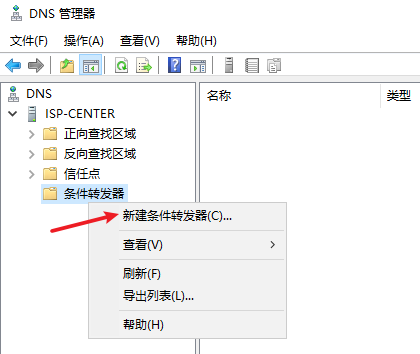 DNS 管理器
文件(F) 操作(A) 查看(V) 帮助(H)
DNS
ISP-CENTER
正向查找区域
反向查找区域
信任点
条件转发器
名称 类型
新建条件转发器(C)...
查看(V)
刷新(F)
导出列表(L)...
帮助(H)